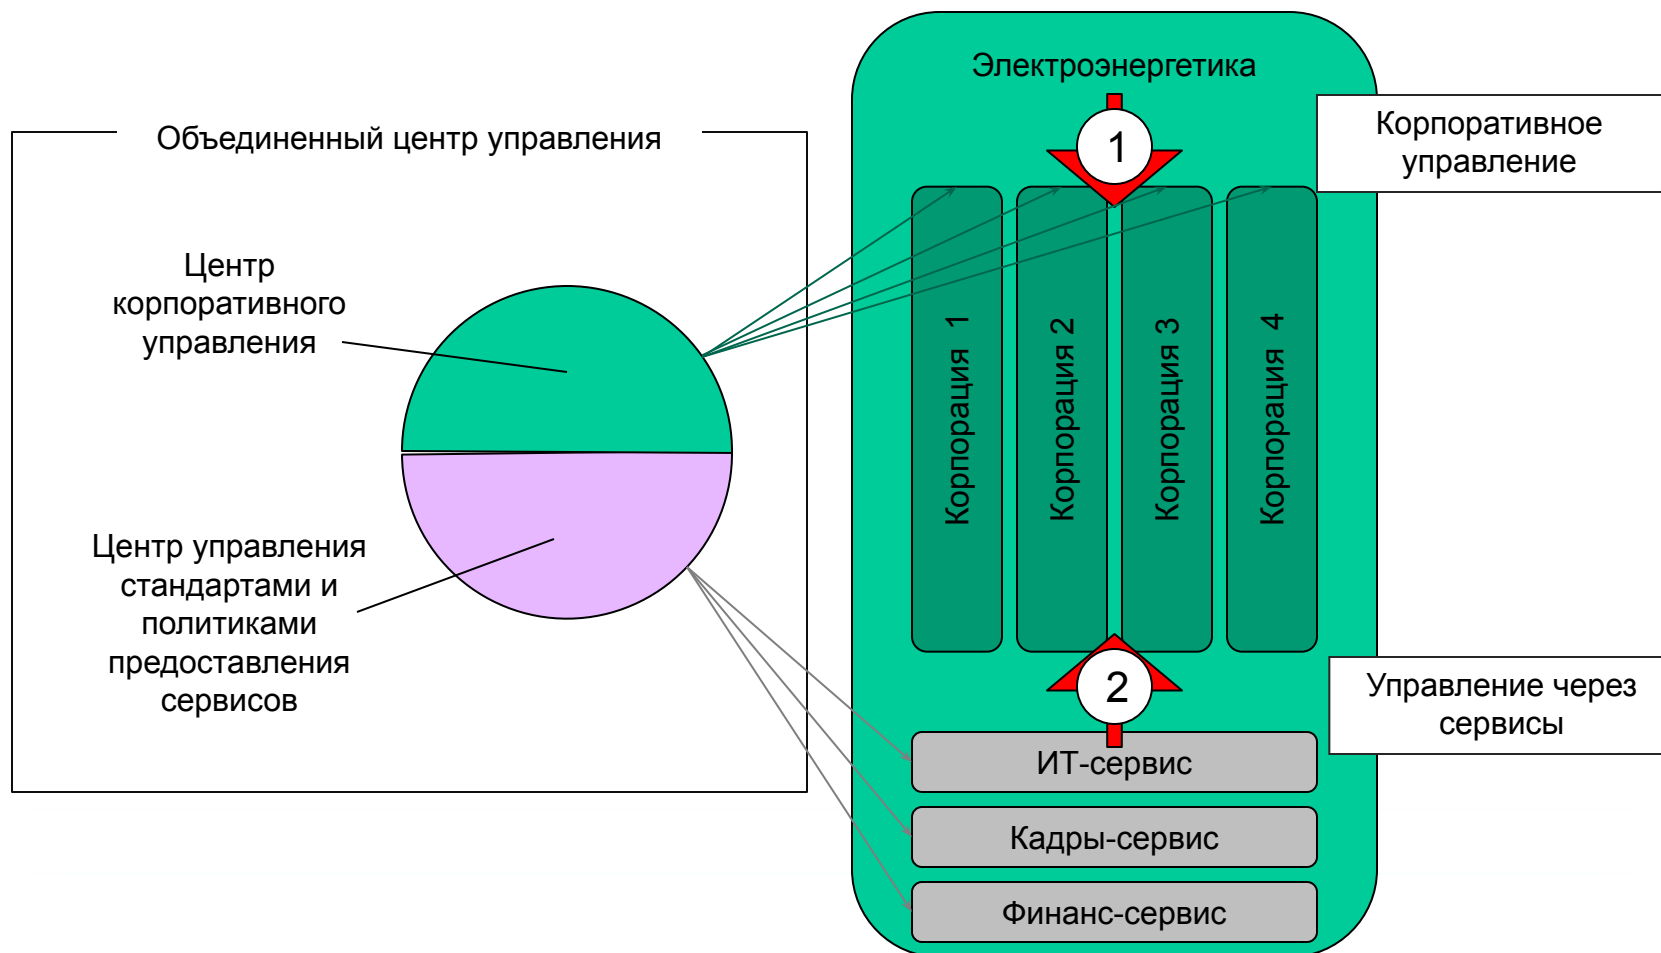 Объединенный центр управления
Центр
корпоративного
управления
Центр управления
стандартами и
политиками
предоставления
сервисов
Электроэнергетика
1
Корпоративное
управление
Корпорация 1
Корпорация 2
Корпорация 3
Корпорация 4
2
Управление через
сервисы
ИТ-сервис
Кадры-сервис
Финанс-сервис